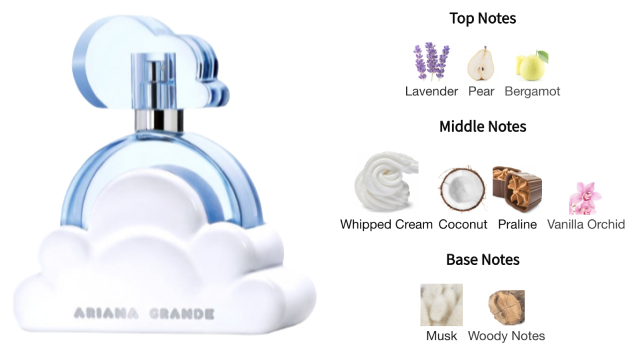 ARIANA GRANDE
Top Notes
Lavender Pear Bergamot
Middle Notes
Whipped Cream Coconut Praline Vanilla Orchid
Base Notes
Musk Woody Notes